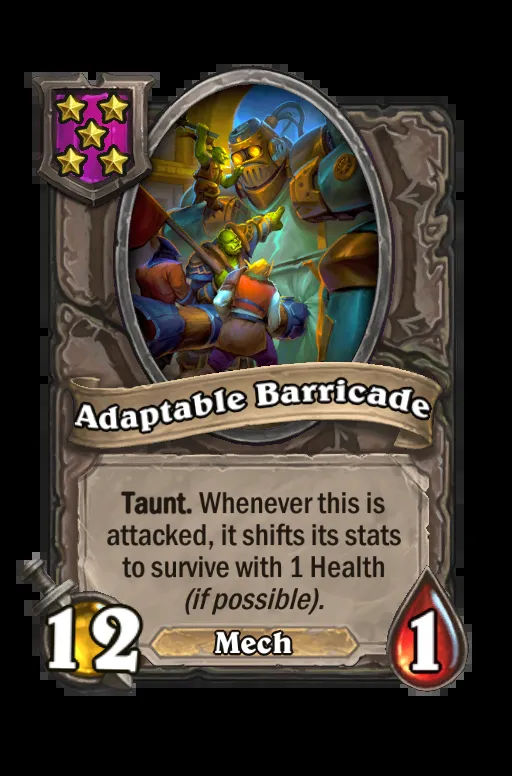 Adaptable Barricade
Taunt. Whenever this is
attacked, it shifts its stats
to survive with 1 Health
(if possible).
12
Mech
1